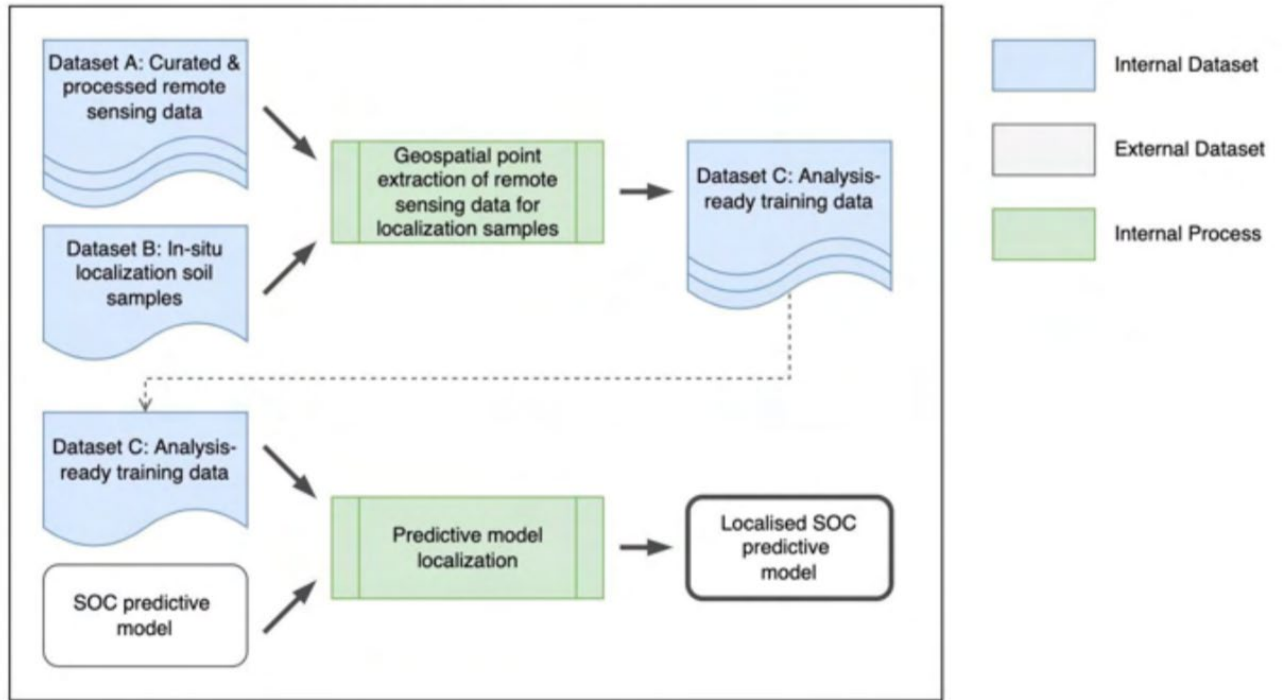 Dataset A: Curated &
processed remote
sensing data
Geospatial point
extraction of remote
sensing data for
localization samples
Dataset C: Analysis-
ready training data
Dataset B: In-situ
localization soil
samples
Dataset C: Analysis-
ready training data
Predictive model
localization
Localised SOC
predictive
model
SOC predictive
model
Internal Dataset
External Dataset
Internal Process